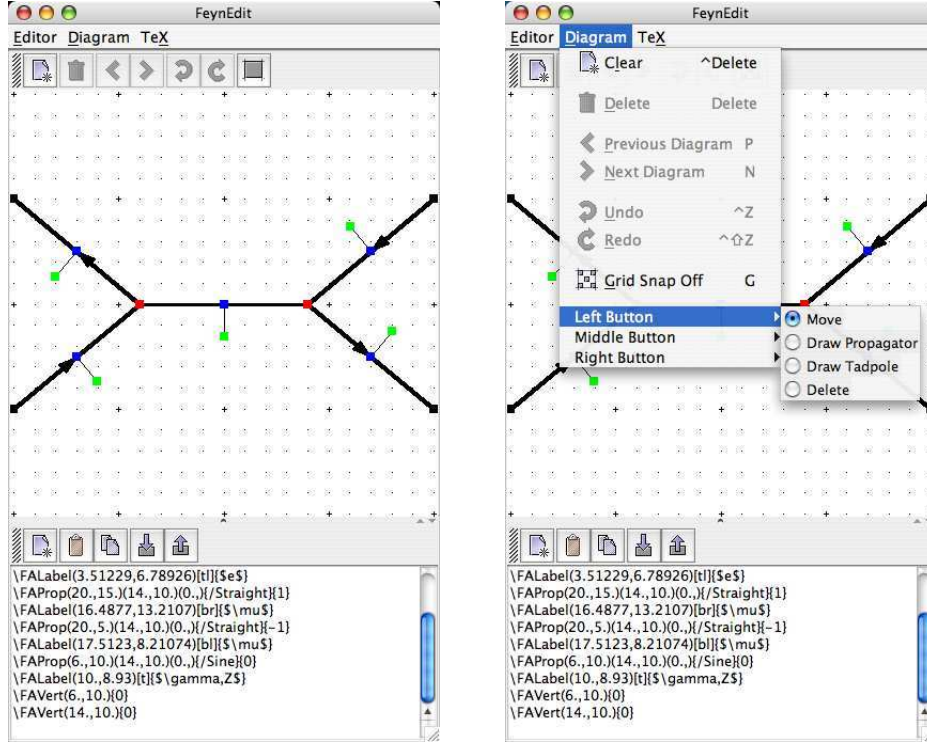 FeynEdit
Editor Diagram TeX
\FALabel(3.51229,6.78926)[tl]{$e$}
\FAProp(20.,15.)(14.,10.)(0.,){/Straight}{1}
\FALabel(16.4877,13.2107)[br]{$\mu$}
\FAProp(20.,5.)(14.,10.)(0.,){/Straight}{-1}
\FALabel(17.5123,8.21074)[bl]{$\mu$}
\FAProp(6.,10.)(14.,10.)(0.,){/Sine}{0}
\FALabel(10.,8.93)[t]{$\gamma,Z$}
\FAVert(6.,10.){0}
\FAVert(14.,10.){0}
FeynEdit
Editor Diagram TeX
Clear ^Delete
Delete Delete
Previous Diagram P
Next Diagram N
Undo ^Z
Redo ^⇧Z
Grid Snap Off G
Left Button
Middle Button
Right Button
Move
Draw Propagator
Draw Tadpole
Delete
\FALabel(3.51229,6.78926)[tl]{$e$}
\FAProp(20.,15.)(14.,10.)(0.,){/Straight}{1}
\FALabel(16.4877,13.2107)[br]{$\mu$}
\FAProp(20.,5.)(14.,10.)(0.,){/Straight}{-1}
\FALabel(17.5123,8.21074)[bl]{$\mu$}
\FAProp(6.,10.)(14.,10.)(0.,){/Sine}{0}
\FALabel(10.,8.93)[t]{$\gamma,Z$}
\FAVert(6.,10.){0}
\FAVert(14.,10.){0}